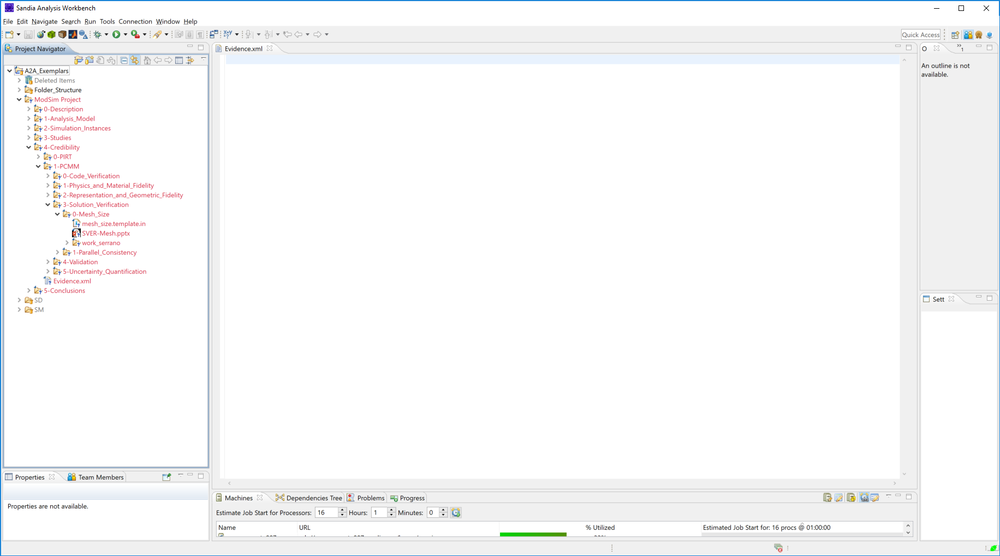 Sandia Analysis Workbench
File Edit Navigate Search Run Tools Connection Window Help
Quick Access
Project Navigator
A2A_Exemplars
Deleted Items
Folder_Structure
ModSim Project
0-Description
1-Analysis_Model
2-Simulation_Instances
3-Studies
4-Credibility
0-PIRT
1-PCMM
0-Code_Verification
1-Physics_and_Material_Fidelity
2-Representation_and_Geometric_Fidelity
3-Solution_Verification
0-Mesh_Size
mesh_size.template.in
SVER-Mesh.pptx
work_serrano
1-Parallel_Consistency
4-Validation
5-Uncertainty_Quantification
Evidence.xml
5-Conclusions
SD
SM
Evidence.xml
O
1
An outline is not
available.
Sett
Properties Team Members
Properties are not available.
Machines Dependencies Tree Problems Progress
Estimate Job Start for Processors: 16 Hours: 1 Minutes: 0
Name URL % Utilized Estimated Job Start for: 16 procs @ 01:00:00